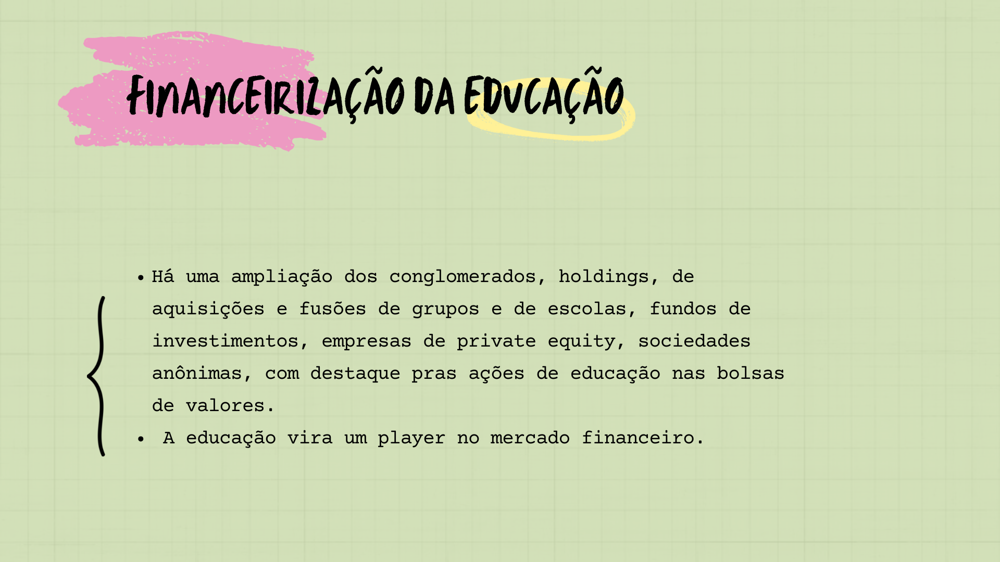 FINANCEIRIZAÇÃO DA EDUCAÇÃO
• Há uma ampliação dos conglomerados, holdings, de
aquisições e fusões de grupos e de escolas, fundos de
investimentos, empresas de private equity, sociedades
anônimas, com destaque pras ações de educação nas bolsas
de valores.
• A educação vira um player no mercado financeiro.